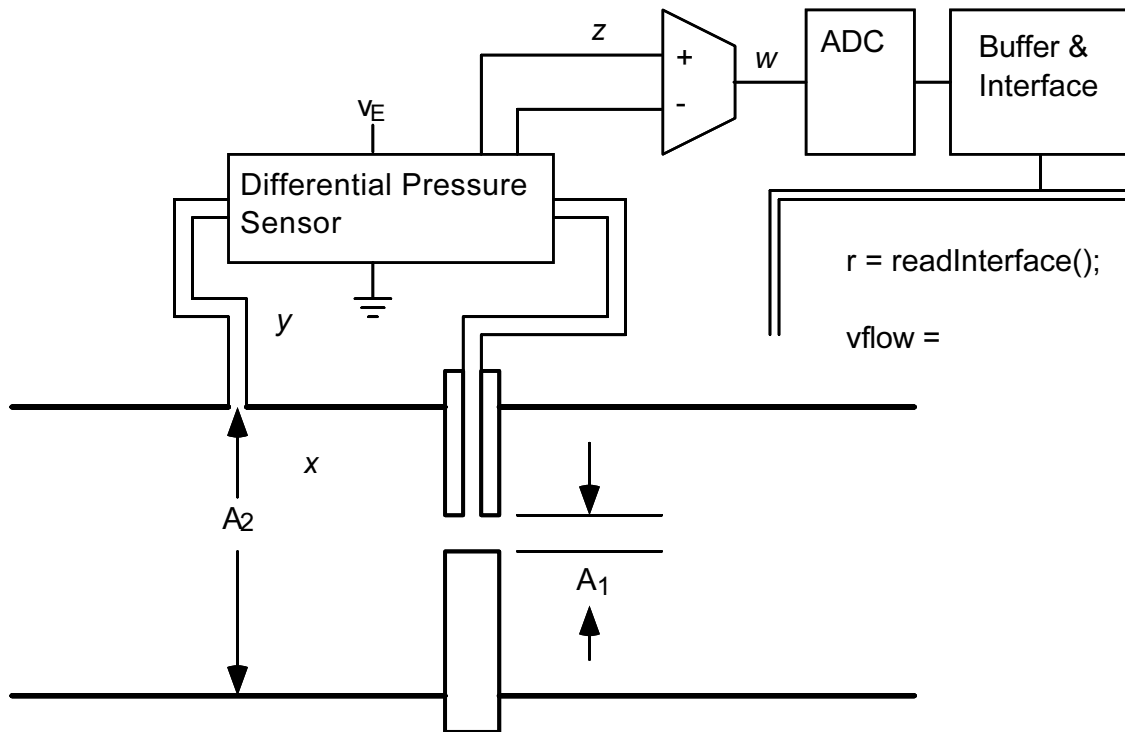 z
w
ADC
Buffer &
Interface
+
-
vE
Differential Pressure
Sensor
r = readInterface();
y
vflow =
x
A2
A1